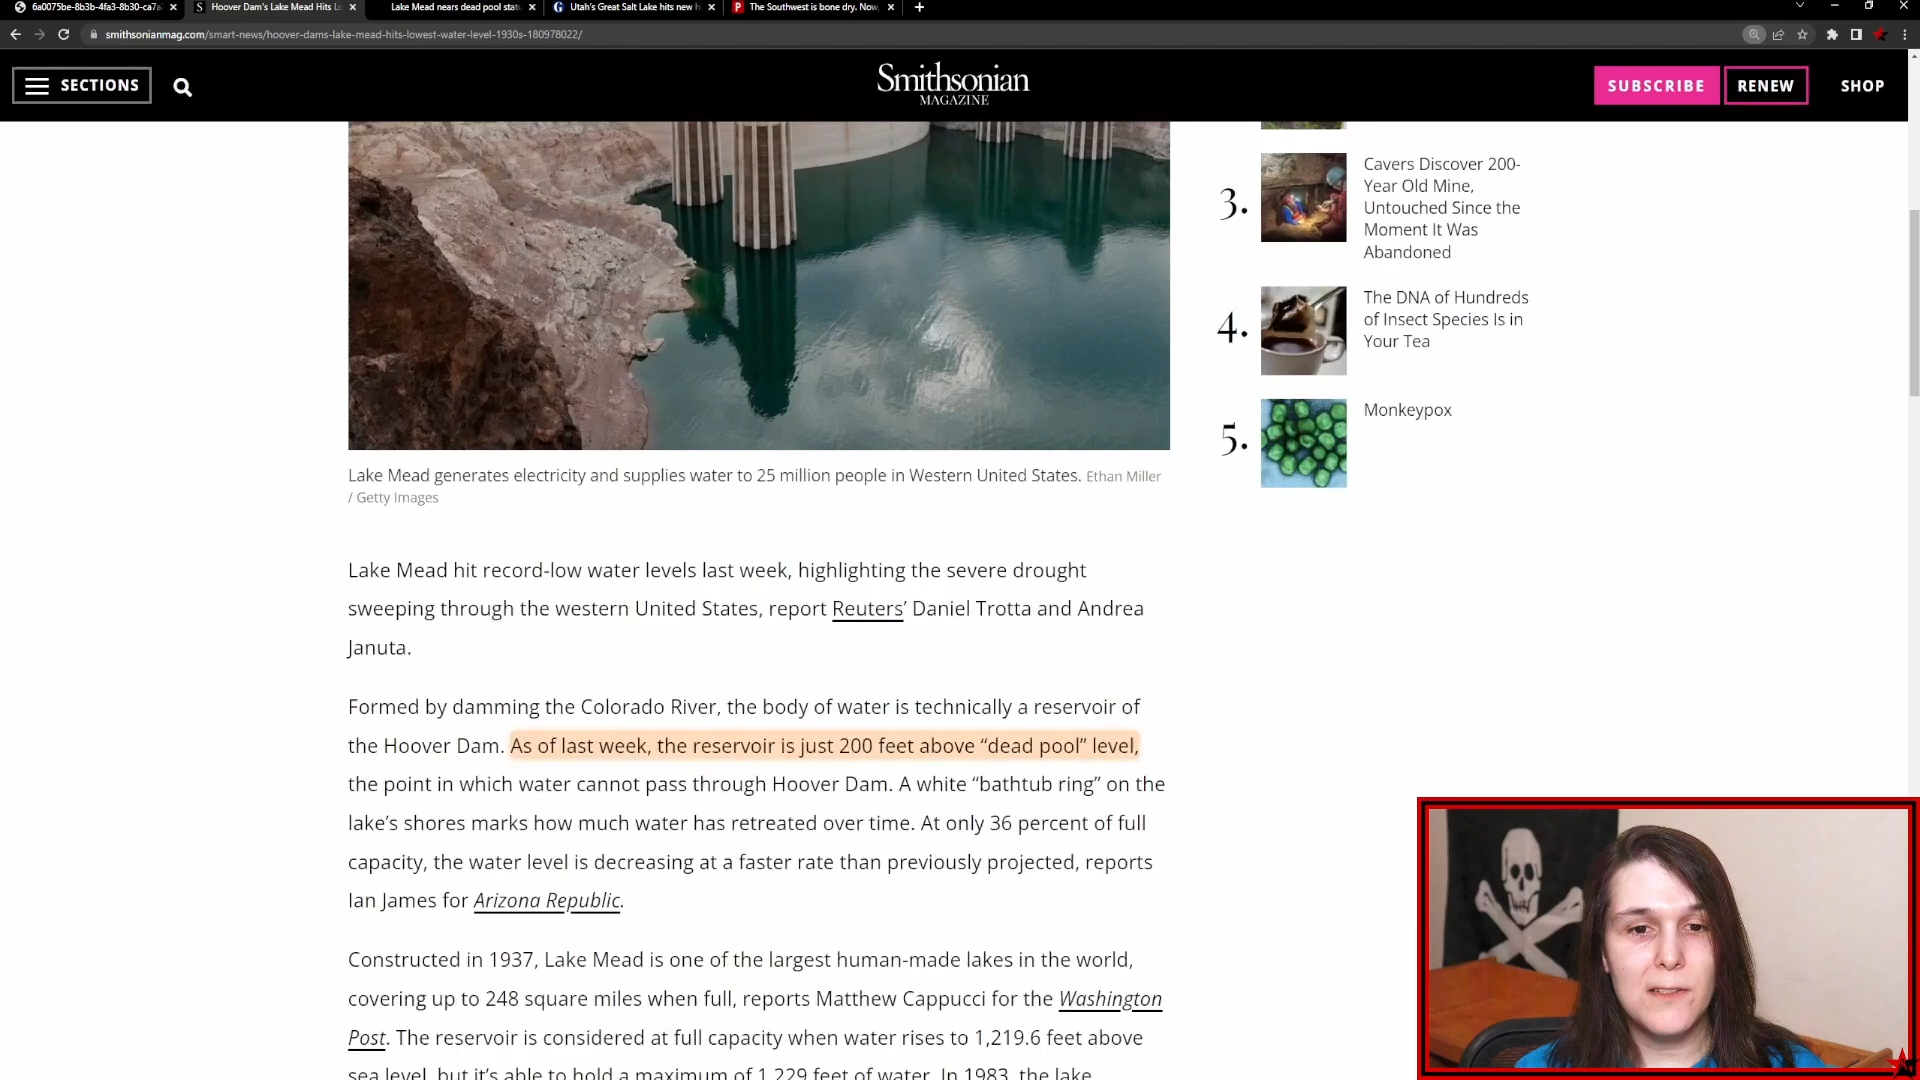 6a0075be-8b3b-4fa3-8b30-ca7a
Hoover Dam's Lake Mead Hits Lo
Lake Mead nears dead pool statu
Utah's Great Salt Lake hits new h
The Southwest is bone dry. Now,
smithsonianmag.com/smart-news/hoover-dams-lake-mead-hits-lowest-water-level-1930s-180978022/
SECTIONS
Smithsonian
MAGAZINE
SUBSCRIBE
RENEW
SHOP
3.
Cavers Discover 200-
Year Old Mine,
Untouched Since the
Moment It Was
Abandoned
4.
The DNA of Hundreds
of Insect Species Is in
Your Tea
5.
Monkeypox
Lake Mead generates electricity and supplies water to 25 million people in Western United States. Ethan Miller
/ Getty Images
Lake Mead hit record-low water levels last week, highlighting the severe drought
sweeping through the western United States, report Reuters’ Daniel Trotta and Andrea
Januta.
Formed by damming the Colorado River, the body of water is technically a reservoir of
the Hoover Dam. As of last week, the reservoir is just 200 feet above “dead pool” level,
the point in which water cannot pass through Hoover Dam. A white “bathtub ring” on the
lake’s shores marks how much water has retreated over time. At only 36 percent of full
capacity, the water level is decreasing at a faster rate than previously projected, reports
Ian James for Arizona Republic.
Constructed in 1937, Lake Mead is one of the largest human-made lakes in the world,
covering up to 248 square miles when full, reports Matthew Cappucci for the Washington
Post. The reservoir is considered at full capacity when water rises to 1,219.6 feet above
sea level, but it’s able to hold a maximum of 1,229 feet of water. In 1983, the lake